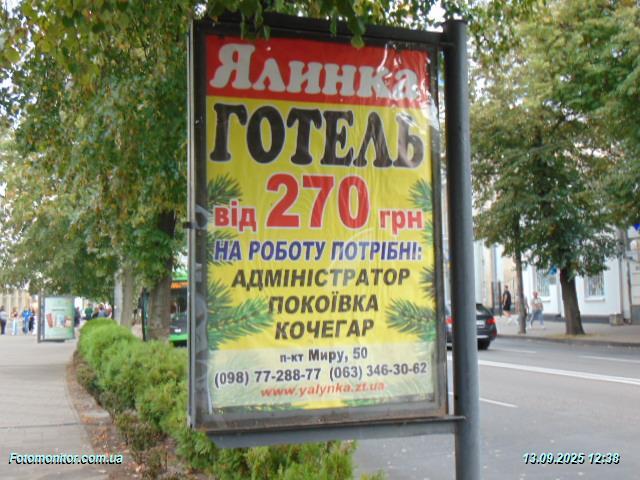 Ялинка
ГОТЕЛЬ
від 270 грн
НА РОБОТУ ПОТРІБНІ:
АДМІНІСТРАТОР
ПОКОЇВКА
КОЧЕГАР
п-кт Миру, 50
(098) 77-288-77 (063) 346-30-62
www.yalynka.zt.ua
Fotomonitor.com.ua
13.09.2025 12:38